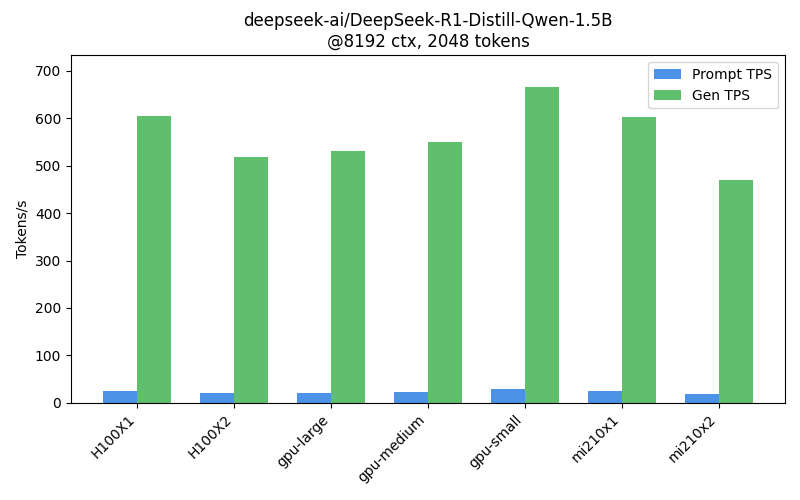 deepseek-ai/DeepSeek-R1-Distill-Qwen-1.5B
@8192 ctx, 2048 tokens
Prompt TPS
Gen TPS
Tokens/s
700
600
500
400
300
200
100
0
H100X1
H100X2
gpu-large
gpu-medium
gpu-small
mi210x1
mi210x2